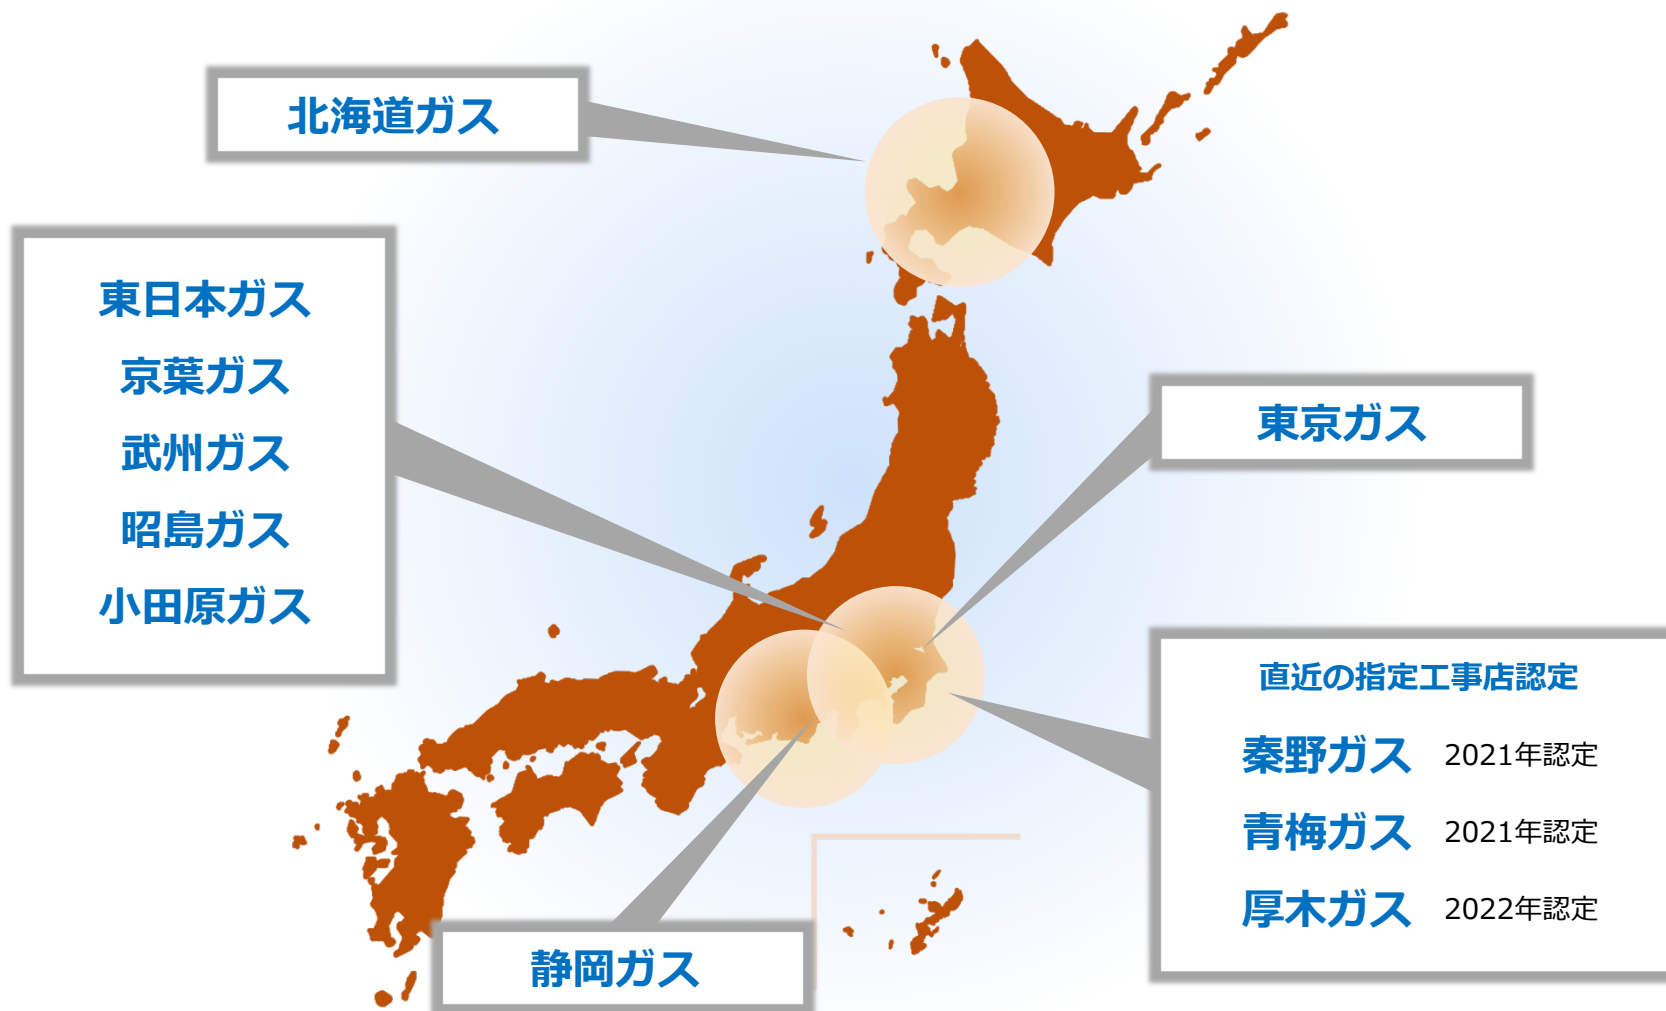 北海道ガス
東日本ガス
京葉ガス
武州ガス
昭島ガス
小田原ガス
東京ガス
直近の指定工事店認定
秦野ガス 2021年認定
青梅ガス 2021年認定
厚木ガス 2022年認定
静岡ガス